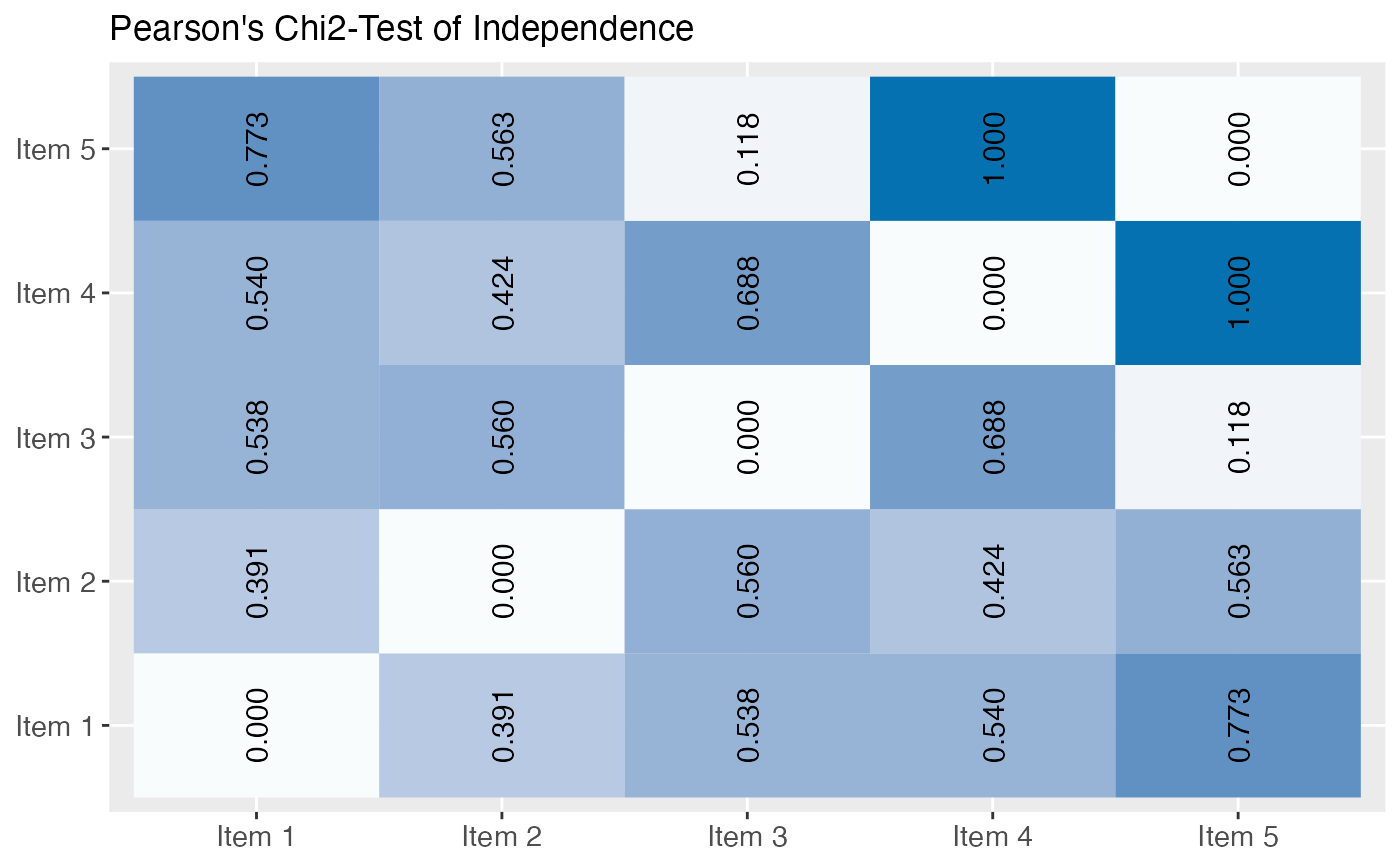 Pearson's Chi2-Test of Independence
Item 5 0.773 0.563 0.118 1.000 0.000
Item 4 0.540 0.424 0.688 0.000 1.000
Item 3 0.538 0.560 0.000 0.688 0.118
Item 2 0.391 0.000 0.560 0.424 0.563
Item 1 0.000 0.391 0.538 0.540 0.773
Item 1 Item 2 Item 3 Item 4 Item 5